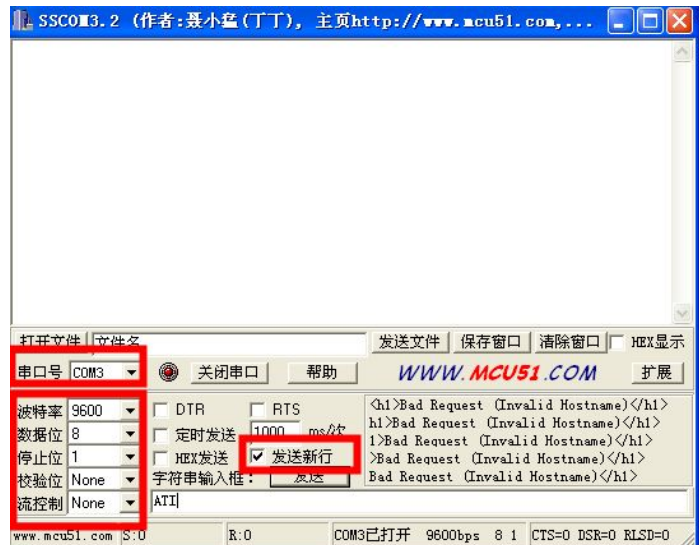 SSCOM3.2 (作者:聂小猛(丁丁), 主页http://www.mcu51.com,...
打开文件 文件名 发送文件 保存窗口 清除窗口 HEX显示
串口号 COM3 关闭串口 帮助 WWW.MCU51.COM 扩展
波特率 9600 DTR RTS
数据位 8 定时发送 1000 ms/次
停止位 1 HEX发送 发送新行
校验位 None 字符串输入框: 发送
流控制 None ATI
<h1>Bad Request (Invalid Hostname)</h1>
h1>Bad Request (Invalid Hostname)</h1>
1>Bad Request (Invalid Hostname)</h1>
>Bad Request (Invalid Hostname)</h1>
Bad Request (Invalid Hostname)</h1>
www.mcu51.com S:0 R:0 COM3已打开 9600bps 8 1 CTS=0 DSR=0 RLSD=0